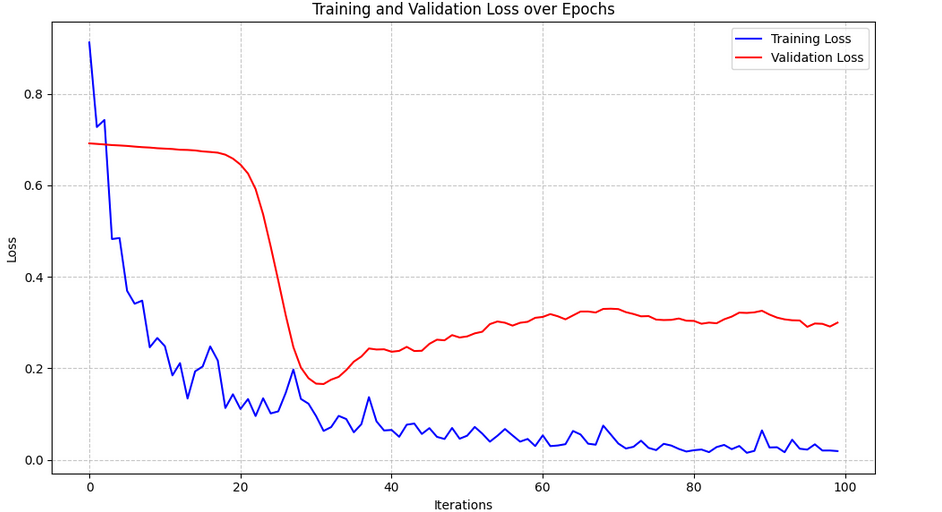 Training and Validation Loss over Epochs
Training Loss
Validation Loss
0.8
0.6
0.4
0.2
0.0
Loss
0 20 40 60 80 100
Iterations